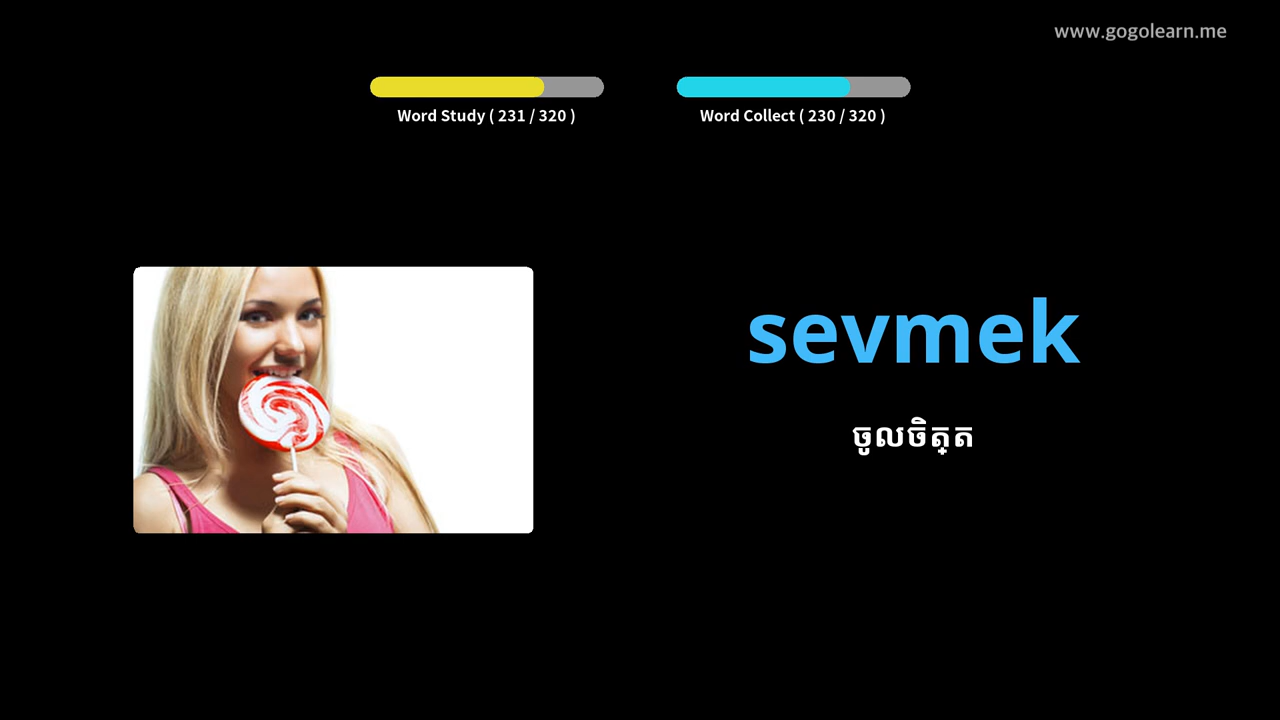 www.gogolearn.me
Word Study ( 231 / 320 )
Word Collect ( 230 / 320 )
sevmek
ចូលចិត្ត